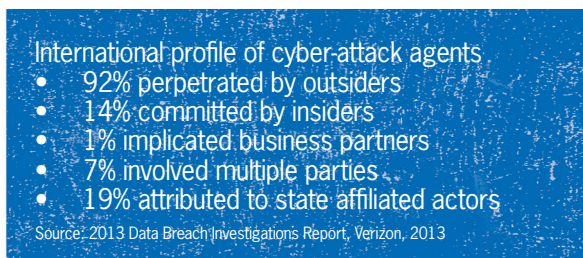 International profile of cyber-attack agents
• 92% perpetrated by outsiders
• 14% committed by insiders
• 1% implicated business partners
• 7% involved multiple parties
• 19% attributed to state affiliated actors
Source: 2013 Data Breach Investigations Report, Verizon, 2013